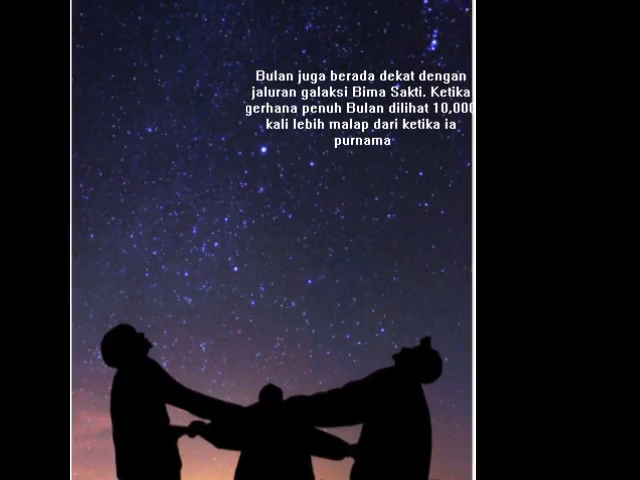 Bulan juga berada dekat dengan
jaluran galaksi Bima Sakti. Ketika
gerhana penuh Bulan dilihat 10,000
kali lebih malap dari ketika ia
purnama